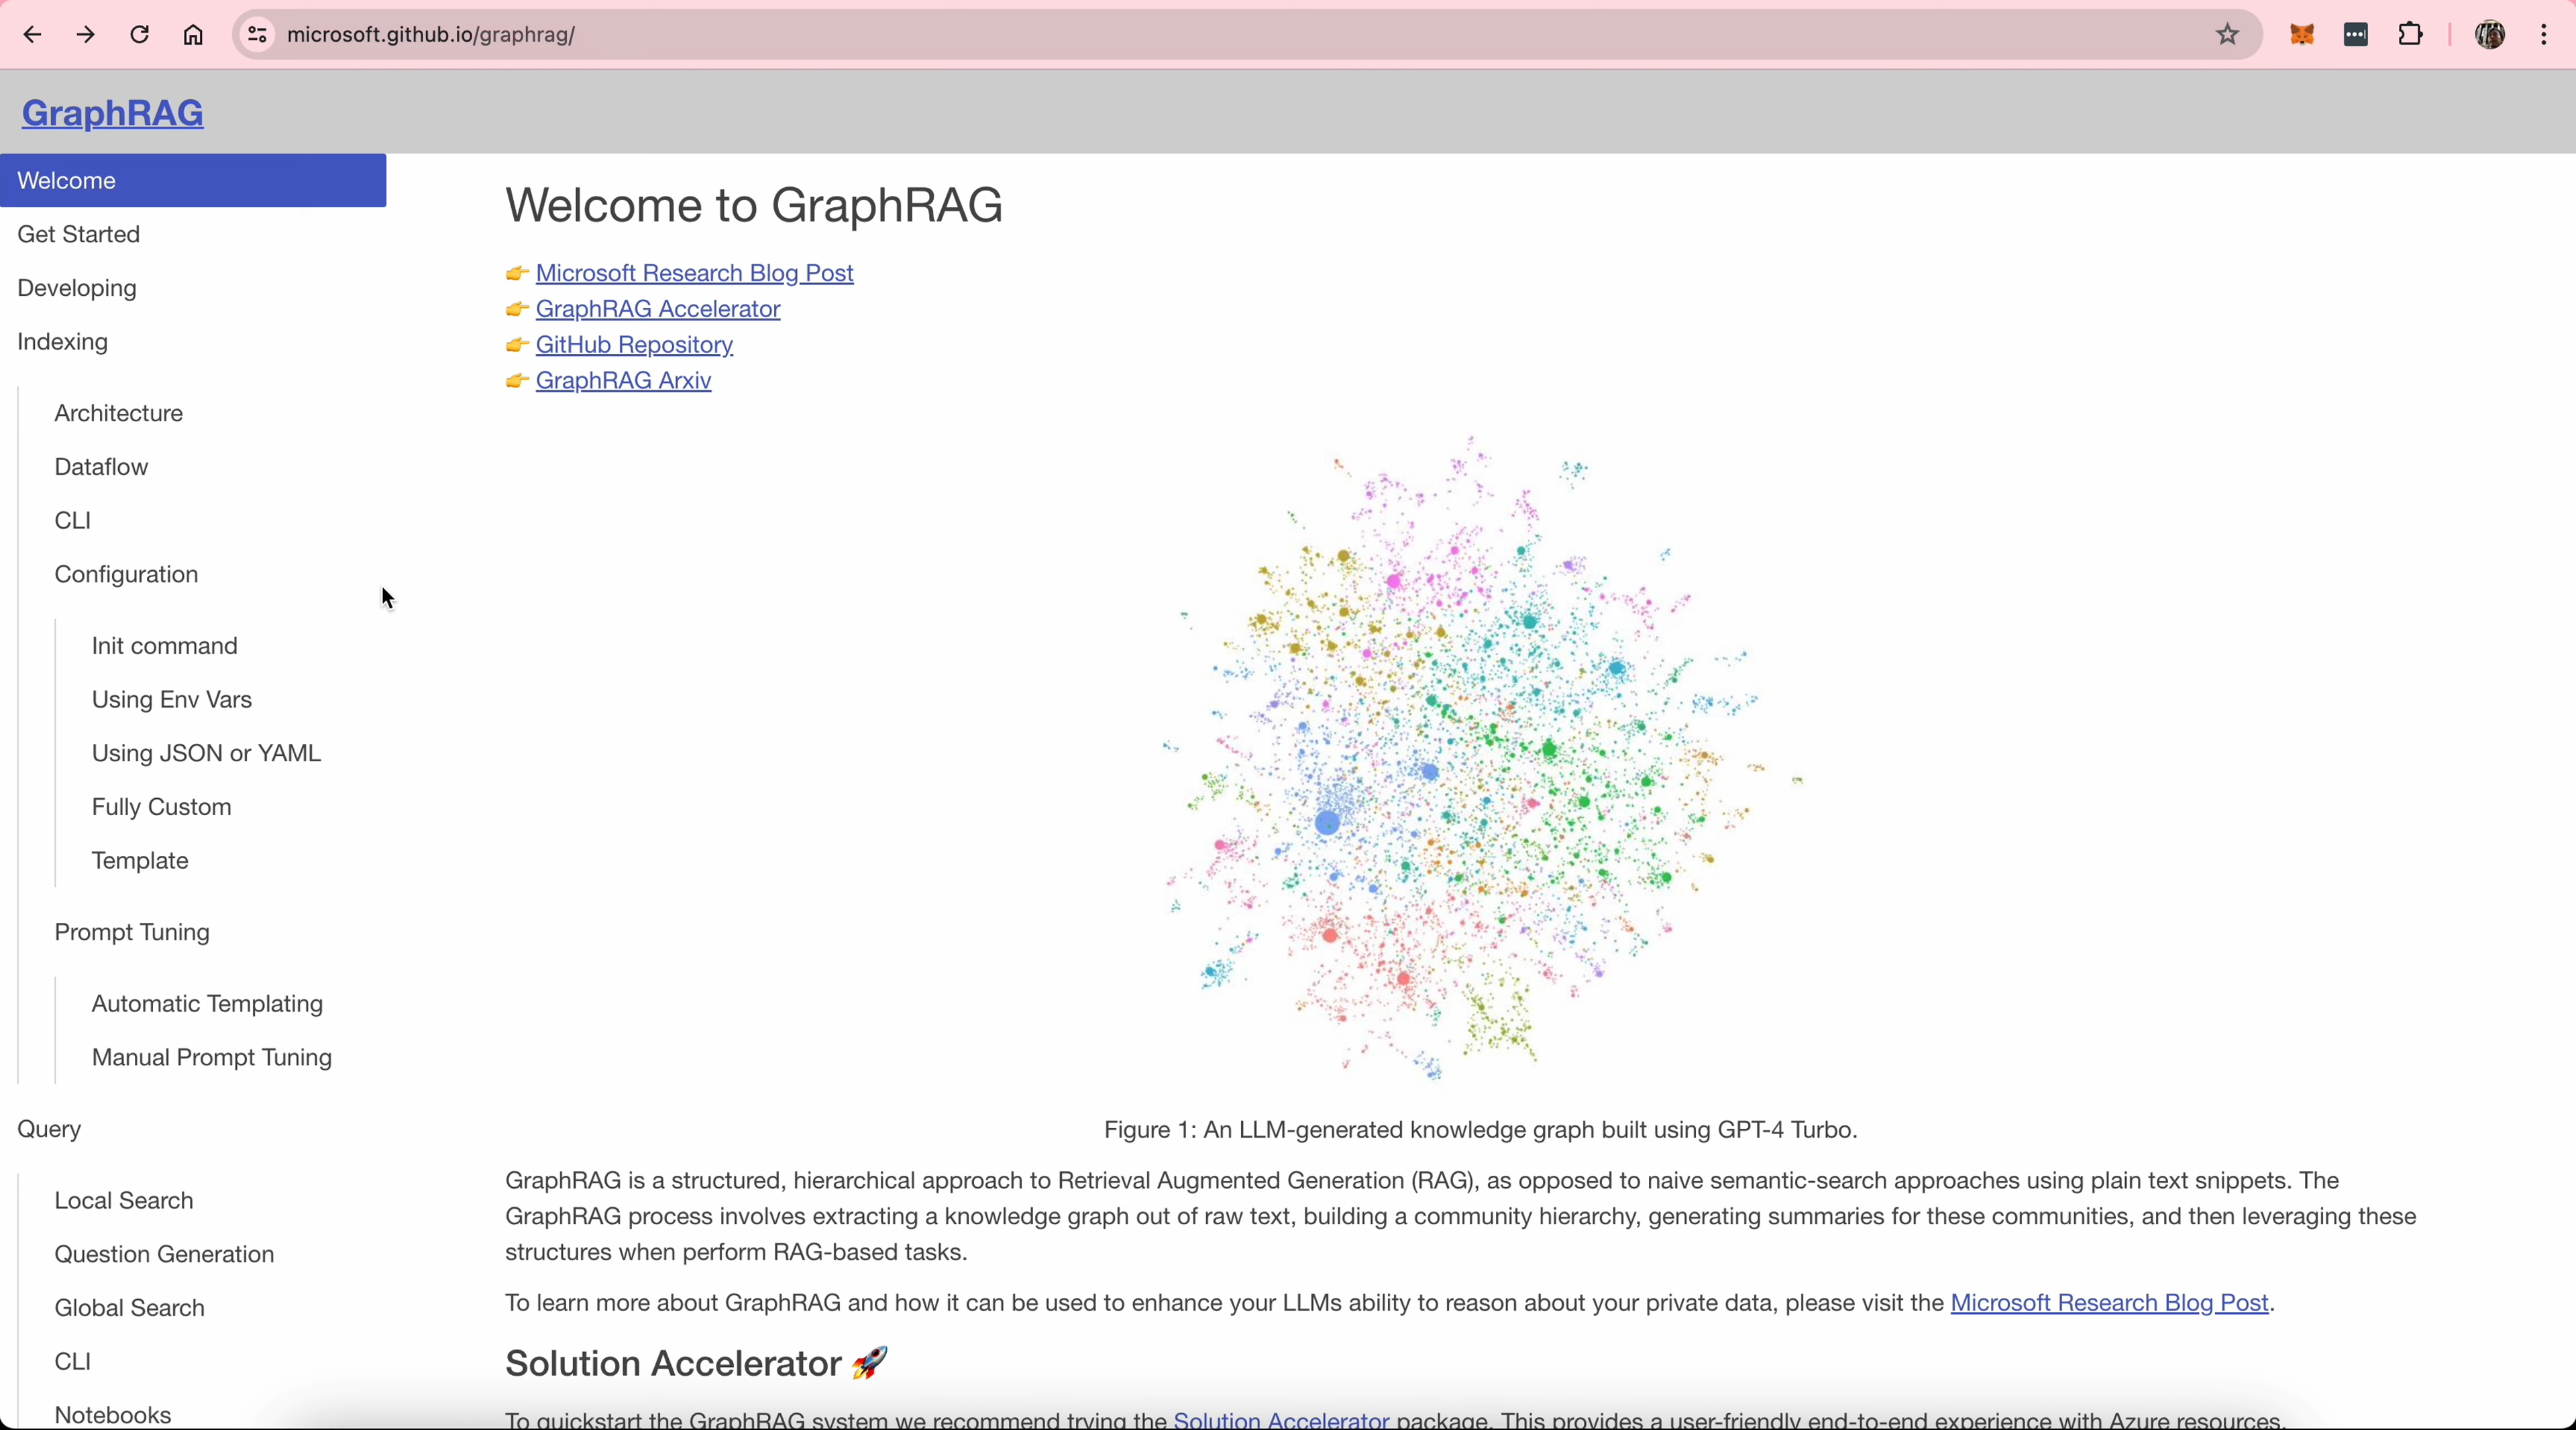 microsoft.github.io/graphrag/
GraphRAG
Welcome
Get Started
Developing
Indexing
Architecture
Dataflow
CLI
Configuration
Init command
Using Env Vars
Using JSON or YAML
Fully Custom
Template
Prompt Tuning
Automatic Templating
Manual Prompt Tuning
Query
Local Search
Question Generation
Global Search
CLI
Notebooks
Welcome to GraphRAG
👉 Microsoft Research Blog Post
👉 GraphRAG Accelerator
👉 GitHub Repository
👉 GraphRAG Arxiv
Figure 1: An LLM-generated knowledge graph built using GPT-4 Turbo.
GraphRAG is a structured, hierarchical approach to Retrieval Augmented Generation (RAG), as opposed to naive semantic-search approaches using plain text snippets. The
GraphRAG process involves extracting a knowledge graph out of raw text, building a community hierarchy, generating summaries for these communities, and then leveraging these
structures when perform RAG-based tasks.
To learn more about GraphRAG and how it can be used to enhance your LLMs ability to reason about your private data, please visit the Microsoft Research Blog Post.
Solution Accelerator 🚀
To quickstart the GraphRAG system we recommend trying the Solution Accelerator package. This provides a user-friendly end-to-end experience with Azure resources.